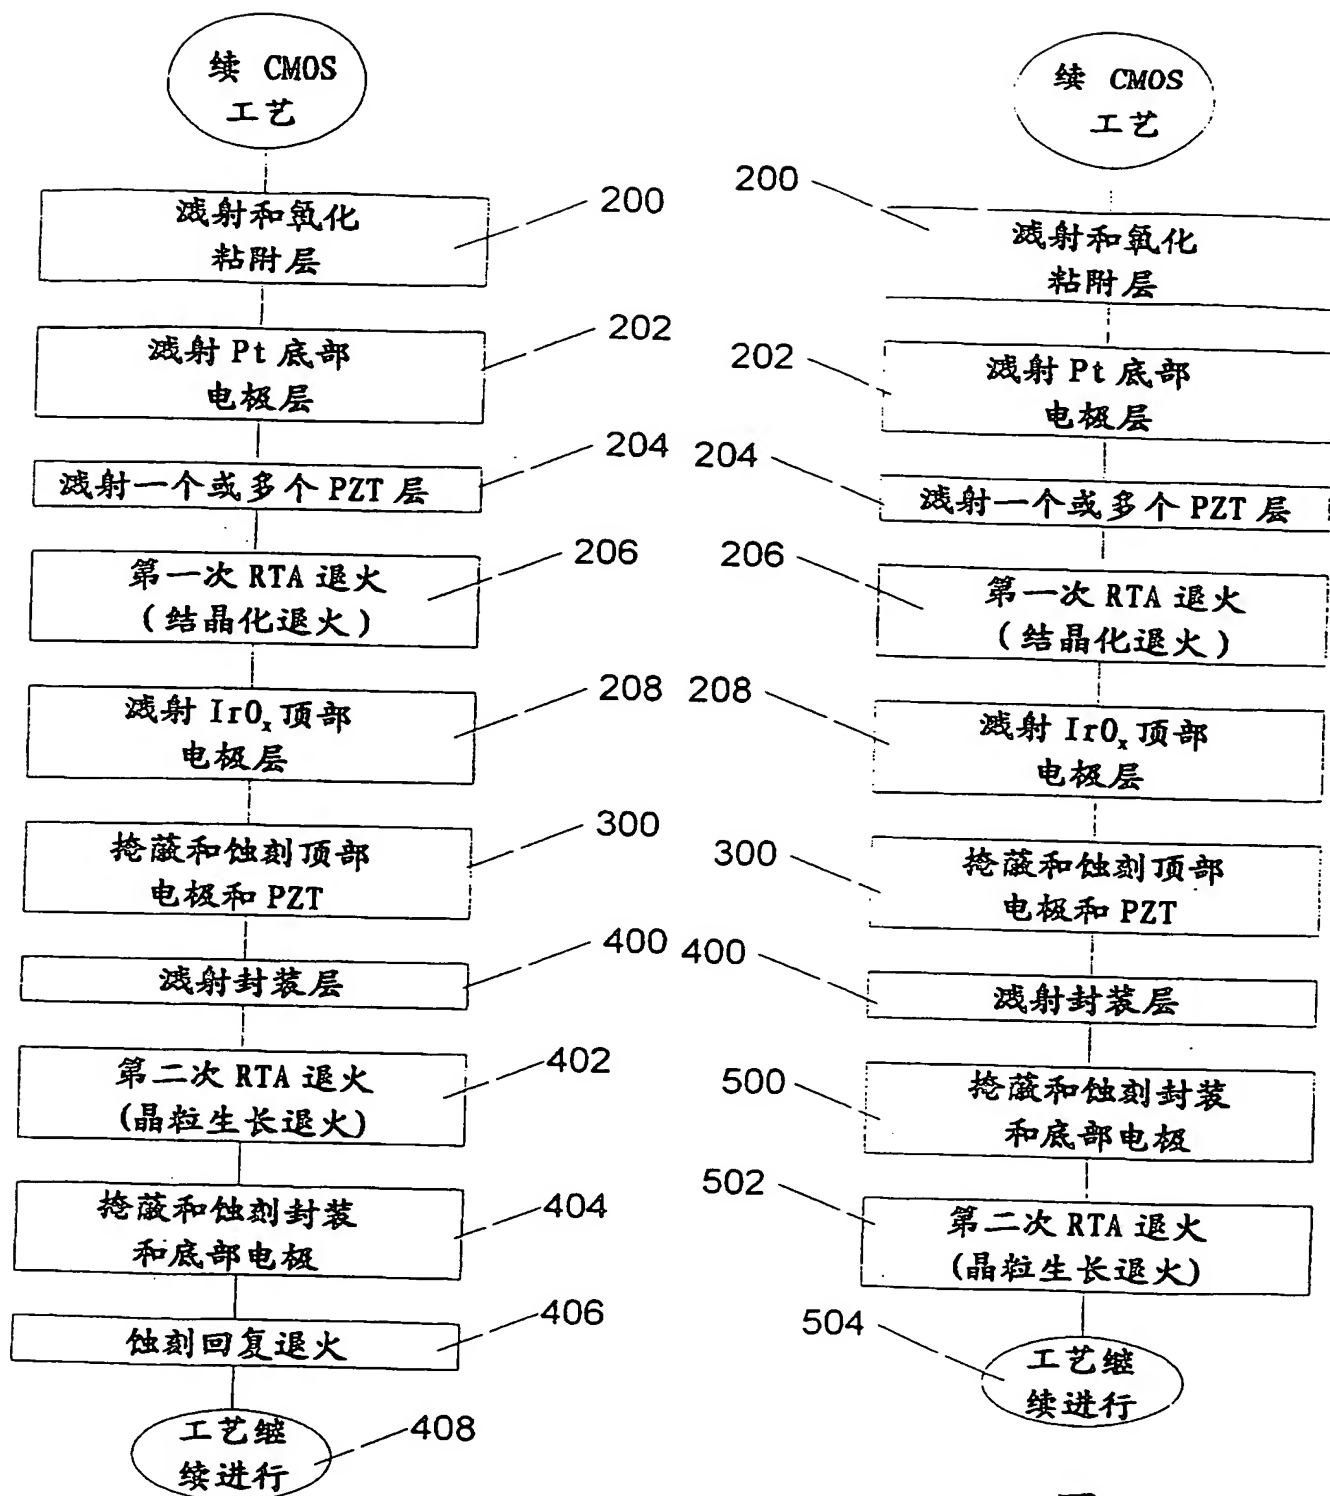 续 CMOS
工艺
溅射和氧化
粘附层
200
溅射 Pt 底部
电极层
202
溅射一个或多个 PZT 层
204
第一次 RTA 退火
(结晶化退火)
206
溅射 IrOₓ 顶部
电极层
208
掩蔽和蚀刻顶部
电极和 PZT
300
溅射封装层
400
第二次 RTA 退火
(晶粒生长退火)
402
掩蔽和蚀刻封装
和底部电极
404
蚀刻回复退火
406
工艺继
续进行
408
续 CMOS
工艺
200
溅射和氧化
粘附层
202
溅射 Pt 底部
电极层
204
溅射一个或多个 PZT 层
206
第一次 RTA 退火
(结晶化退火)
208
溅射 IrOₓ 顶部
电极层
300
掩蔽和蚀刻顶部
电极和 PZT
400
溅射封装层
500
掩蔽和蚀刻封装
和底部电极
502
第二次 RTA 退火
(晶粒生长退火)
504
工艺继
续进行